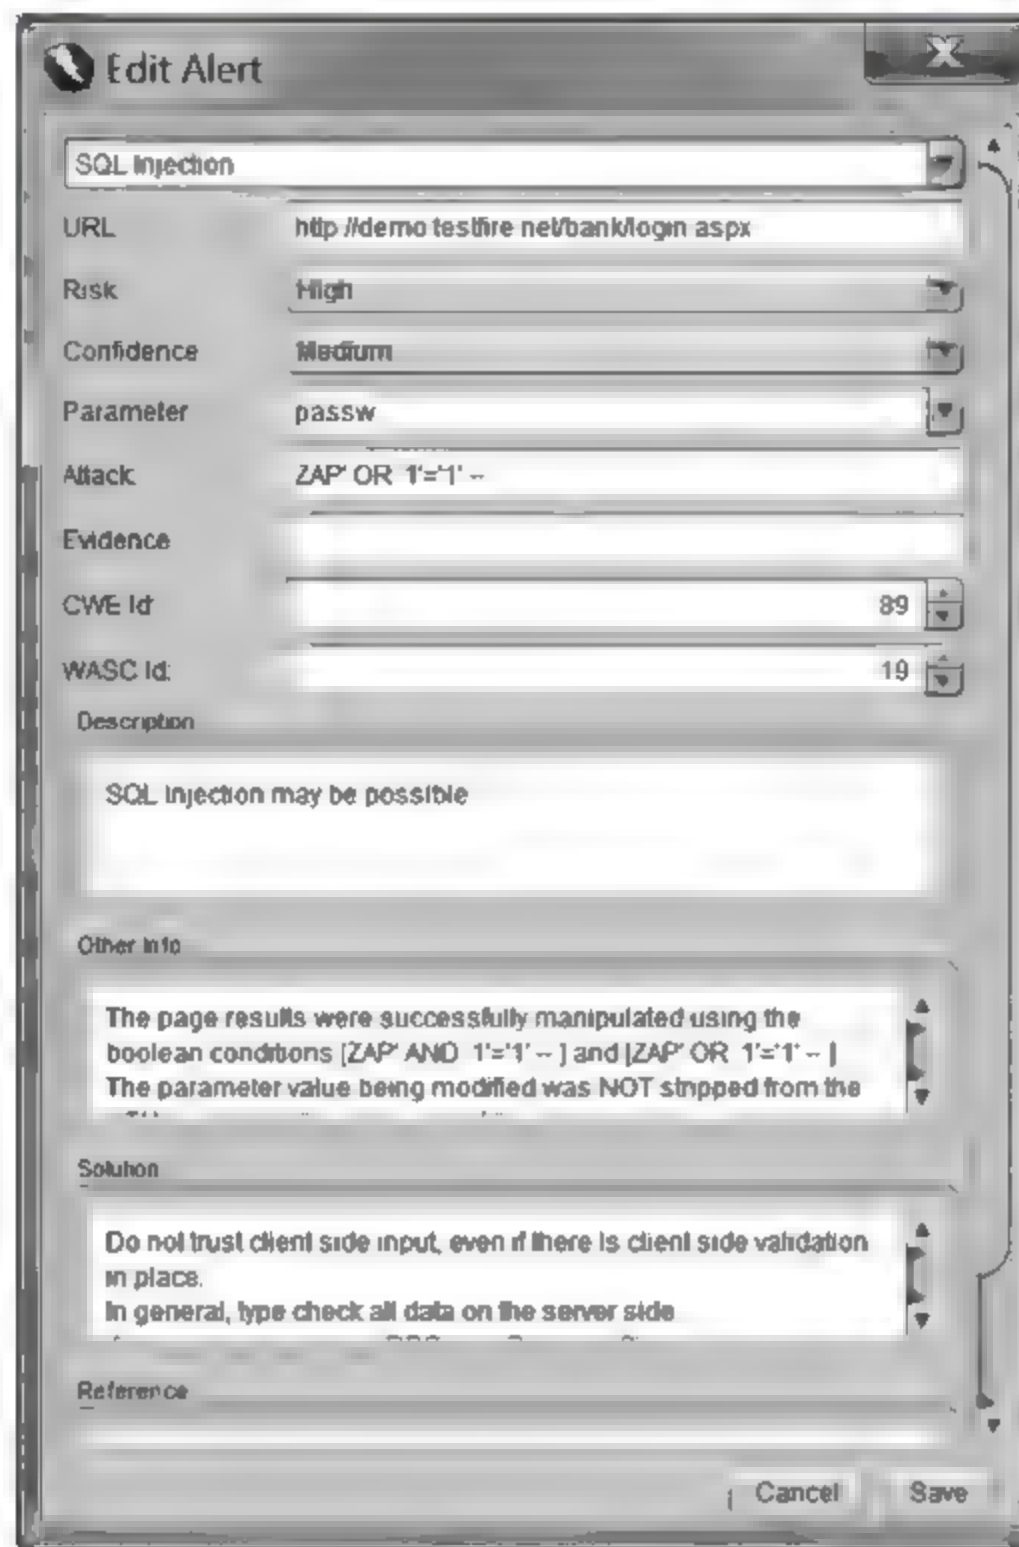 Edit Alert
SQL Injection
URL http //demo testfire net/bank/login aspx
Risk High
Confidence Medium
Parameter passw
Attack ZAP' OR '1'='1' --
Evidence
CWE Id 89
WASC Id: 19
Description
SQL Injection may be possible
Other Info
The page results were successfully manipulated using the
boolean conditions [ZAP' AND '1'='1' -- ] and [ZAP' OR '1'='1' -- ]
The parameter value being modified was NOT stripped from the
Solution
Do not trust client side input, even if there is client side validation
in place.
In general, type check all data on the server side
Reference
Cancel Save